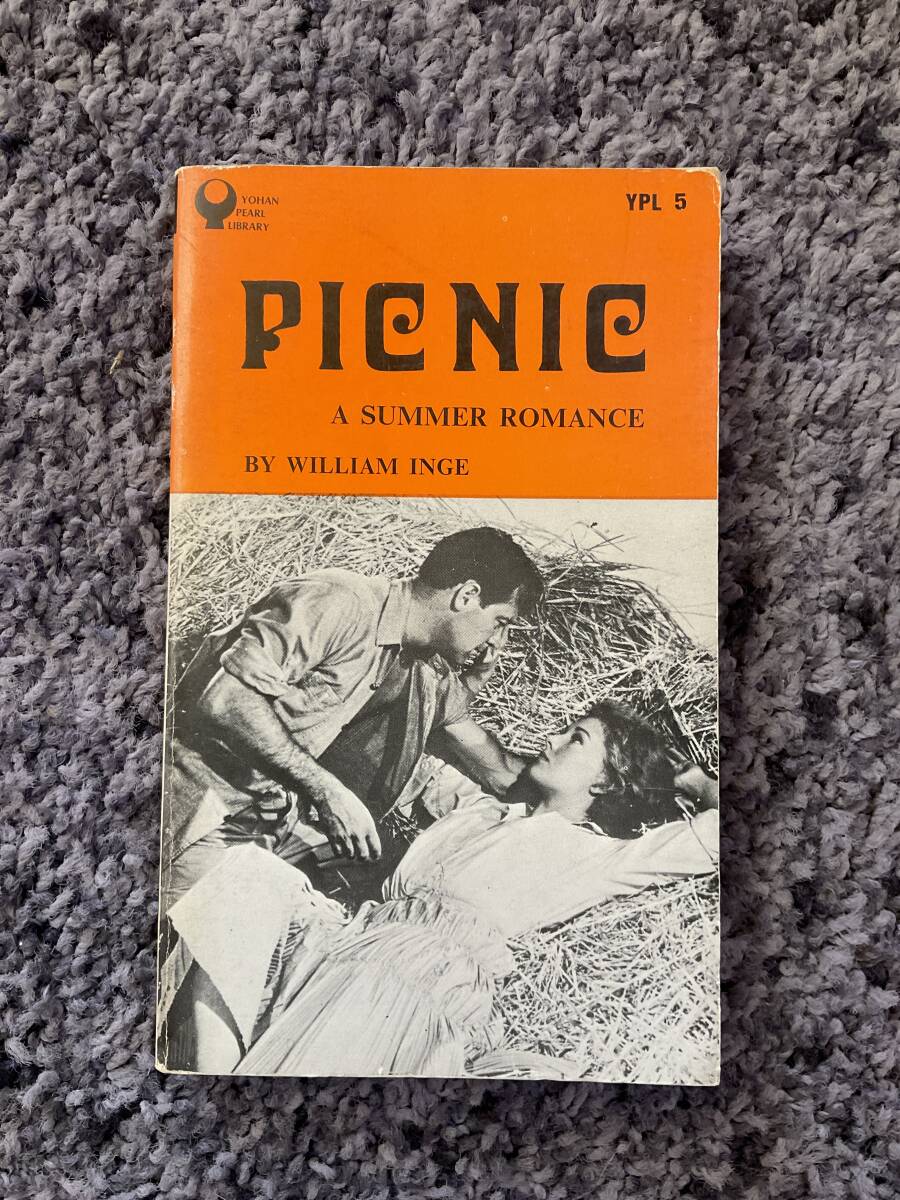 YOHAN
PEARL
LIBRARY
YPL 5
PICNIC
A SUMMER ROMANCE
BY WILLIAM INGE